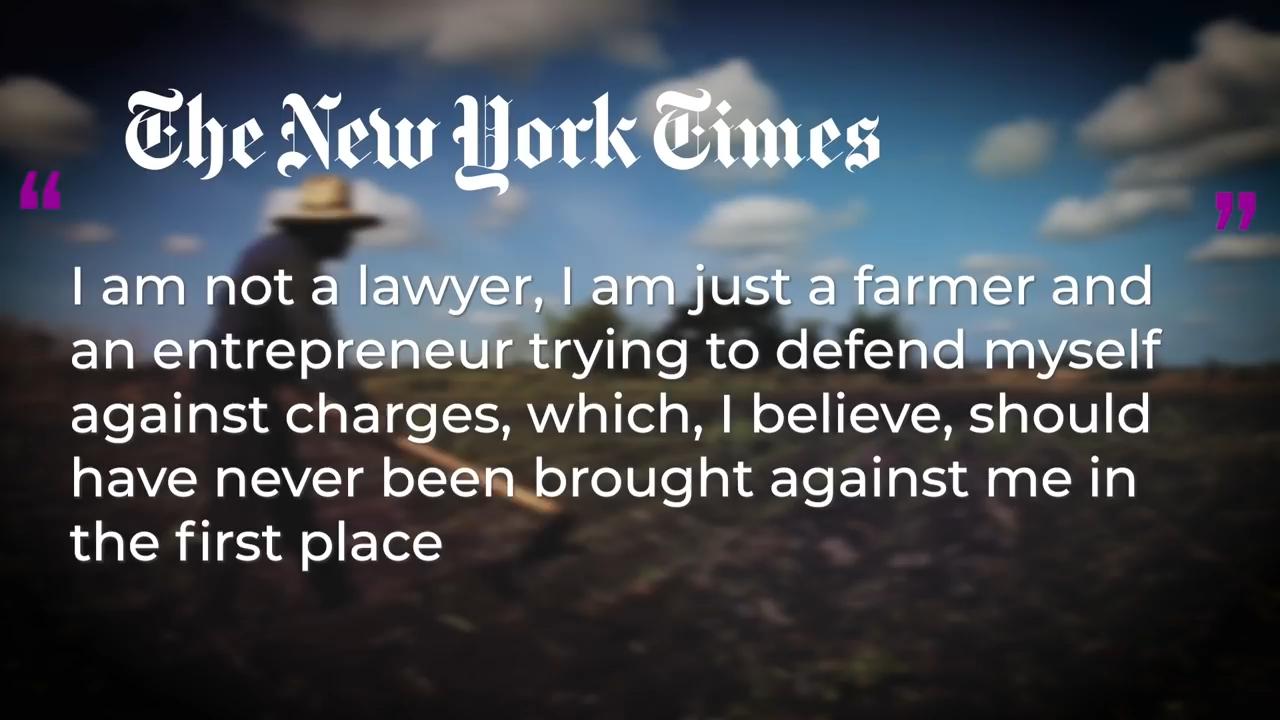 The New York Times
“ ”
I am not a lawyer, I am just a farmer and
an entrepreneur trying to defend myself
against charges, which, I believe, should
have never been brought against me in
the first place